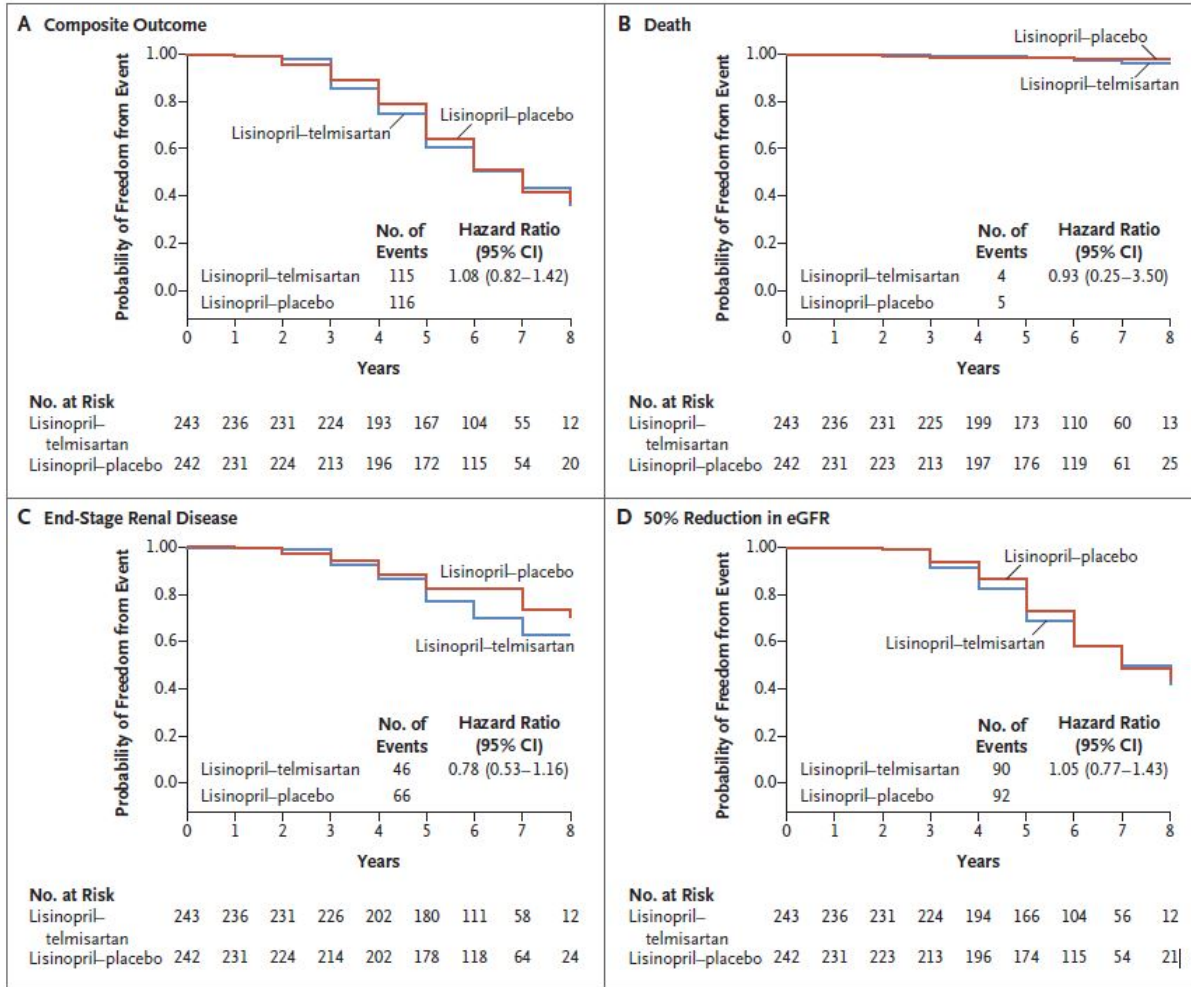 A Composite Outcome
Probability of Freedom from Event
1.00
0.8
0.6
0.4
0.2
0.0
Lisinopril–placebo
Lisinopril–telmisartan
No. of Events Hazard Ratio (95% CI)
Lisinopril–telmisartan 115 1.08 (0.82–1.42)
Lisinopril–placebo 116
0 1 2 3 4 5 6 7 8
Years
No. at Risk
Lisinopril–
telmisartan 243 236 231 224 193 167 104 55 12
Lisinopril–placebo 242 231 224 213 196 172 115 54 20
B Death
Probability of Freedom from Event
1.00
0.8
0.6
0.4
0.2
0.0
Lisinopril–placebo
Lisinopril–telmisartan
No. of Events Hazard Ratio (95% CI)
Lisinopril–telmisartan 4 0.93 (0.25–3.50)
Lisinopril–placebo 5
0 1 2 3 4 5 6 7 8
Years
No. at Risk
Lisinopril–
telmisartan 243 236 231 225 199 173 110 60 13
Lisinopril–placebo 242 231 223 213 197 176 119 61 25
C End-Stage Renal Disease
Probability of Freedom from Event
1.00
0.8
0.6
0.4
0.2
0.0
Lisinopril–placebo
Lisinopril–telmisartan
No. of Events Hazard Ratio (95% CI)
Lisinopril–telmisartan 46 0.78 (0.53–1.16)
Lisinopril–placebo 66
0 1 2 3 4 5 6 7 8
Years
No. at Risk
Lisinopril–
telmisartan 243 236 231 226 202 180 111 58 12
Lisinopril–placebo 242 231 224 214 202 178 118 64 24
D 50% Reduction in eGFR
Probability of Freedom from Event
1.00
0.8
0.6
0.4
0.2
0.0
Lisinopril–placebo
Lisinopril–telmisartan
No. of Events Hazard Ratio (95% CI)
Lisinopril–telmisartan 90 1.05 (0.77–1.43)
Lisinopril–placebo 92
0 1 2 3 4 5 6 7 8
Years
No. at Risk
Lisinopril–
telmisartan 243 236 231 224 194 166 104 56 12
Lisinopril–placebo 242 231 223 213 196 174 115 54 21